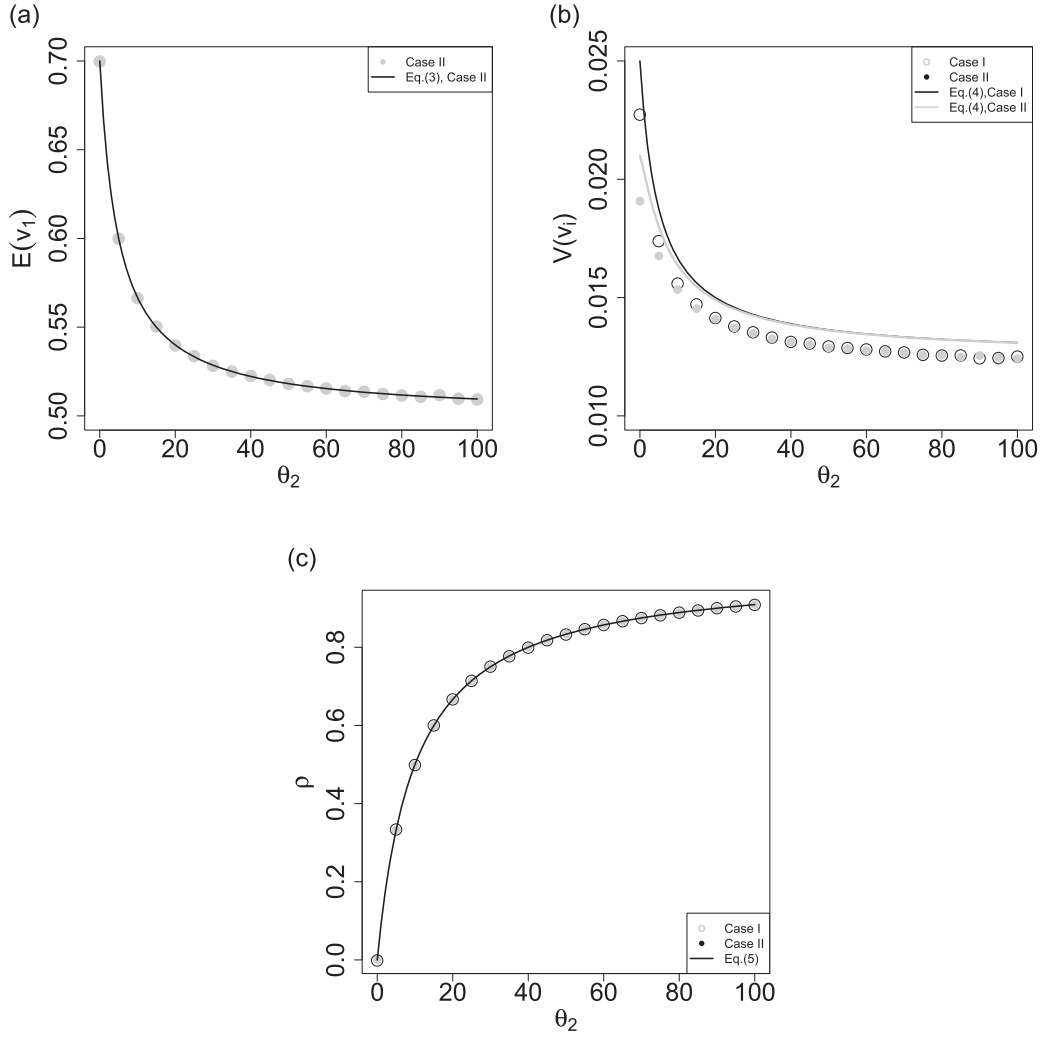 (a)
E(v1)
0.70
0.65
0.60
0.55
0.50
0 20 40 60 80 100
θ2
Case II
Eq.(3), Case II
(b)
V(vi)
0.025
0.020
0.015
0.010
0 20 40 60 80 100
θ2
Case I
Case II
Eq.(4),Case I
Eq.(4),Case II
(c)
ρ
0.8
0.6
0.4
0.2
0.0
0 20 40 60 80 100
θ2
Case I
Case II
Eq.(5)